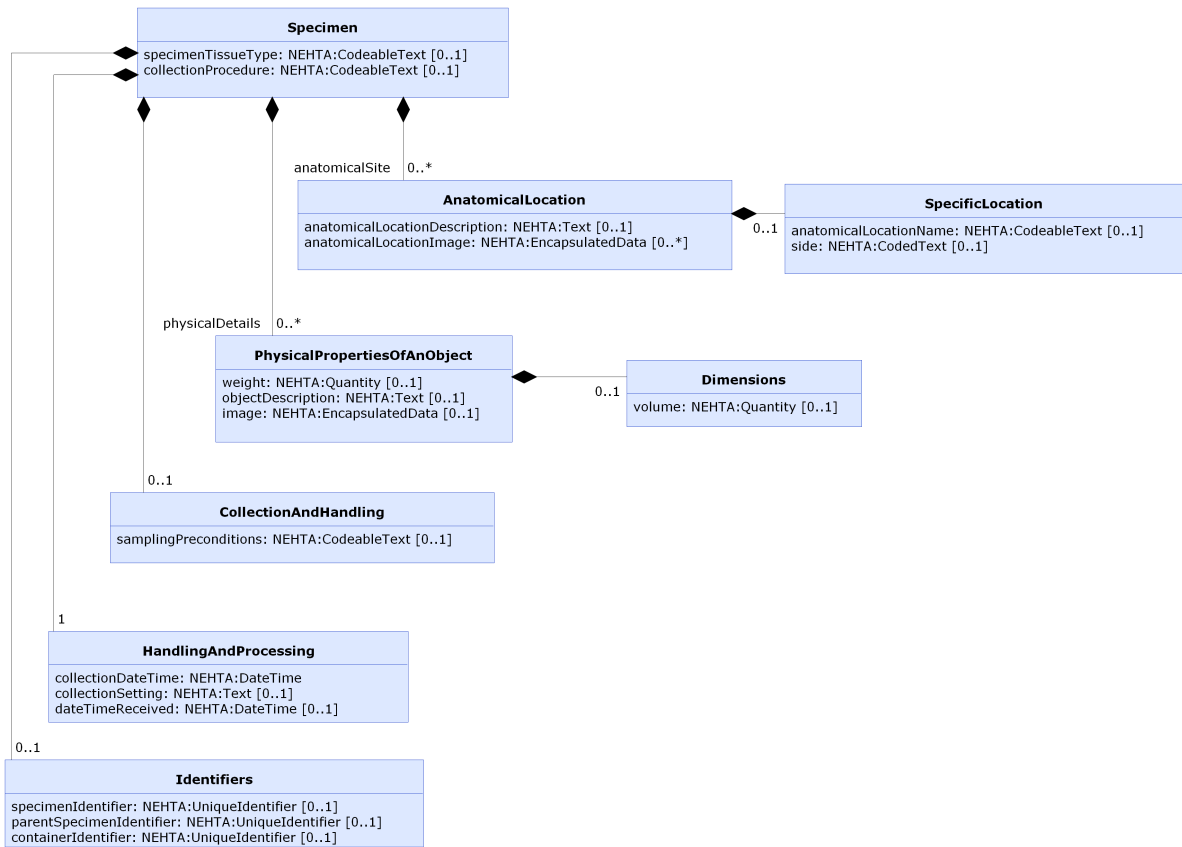 Specimen
specimenTissueType: NEHTA:CodeableText [0..1]
collectionProcedure: NEHTA:CodeableText [0..1]
anatomicalSite 0..*
AnatomicalLocation
anatomicalLocationDescription: NEHTA:Text [0..1]
anatomicalLocationImage: NEHTA:EncapsulatedData [0..*]
0..1
SpecificLocation
anatomicalLocationName: NEHTA:CodeableText [0..1]
side: NEHTA:CodedText [0..1]
physicalDetails 0..*
PhysicalPropertiesOfAnObject
weight: NEHTA:Quantity [0..1]
objectDescription: NEHTA:Text [0..1]
image: NEHTA:EncapsulatedData [0..1]
0..1
Dimensions
volume: NEHTA:Quantity [0..1]
0..1
CollectionAndHandling
samplingPreconditions: NEHTA:CodeableText [0..1]
1
HandlingAndProcessing
collectionDateTime: NEHTA:DateTime
collectionSetting: NEHTA:Text [0..1]
dateTimeReceived: NEHTA:DateTime [0..1]
0..1
Identifiers
specimenIdentifier: NEHTA:UniqueIdentifier [0..1]
parentSpecimenIdentifier: NEHTA:UniqueIdentifier [0..1]
containerIdentifier: NEHTA:UniqueIdentifier [0..1]